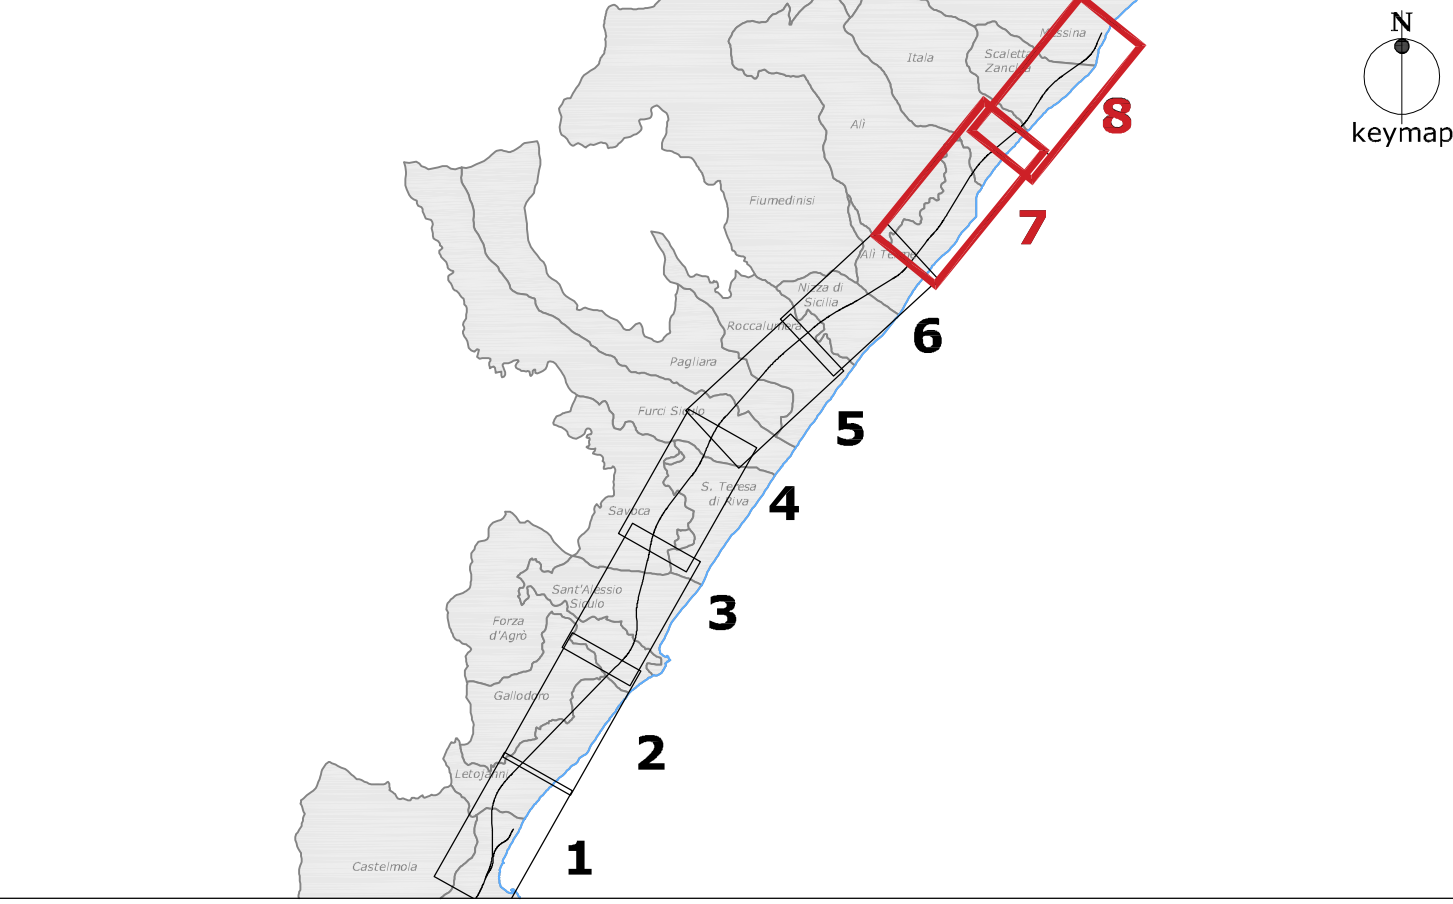 N
keymap
Messina
Scaletta
Zanclea
Itala
8
Alì
Fiumedinisi
7
Alì Terme
Nizza di
Sicilia
Roccalumera
6
Pagliara
Furci Siculo
5
S. Teresa
di Riva
4
Savoca
Sant'Alessio
Siculo
3
Forza
d'Agrò
Gallodoro
2
Letojanni
1
Castelmola